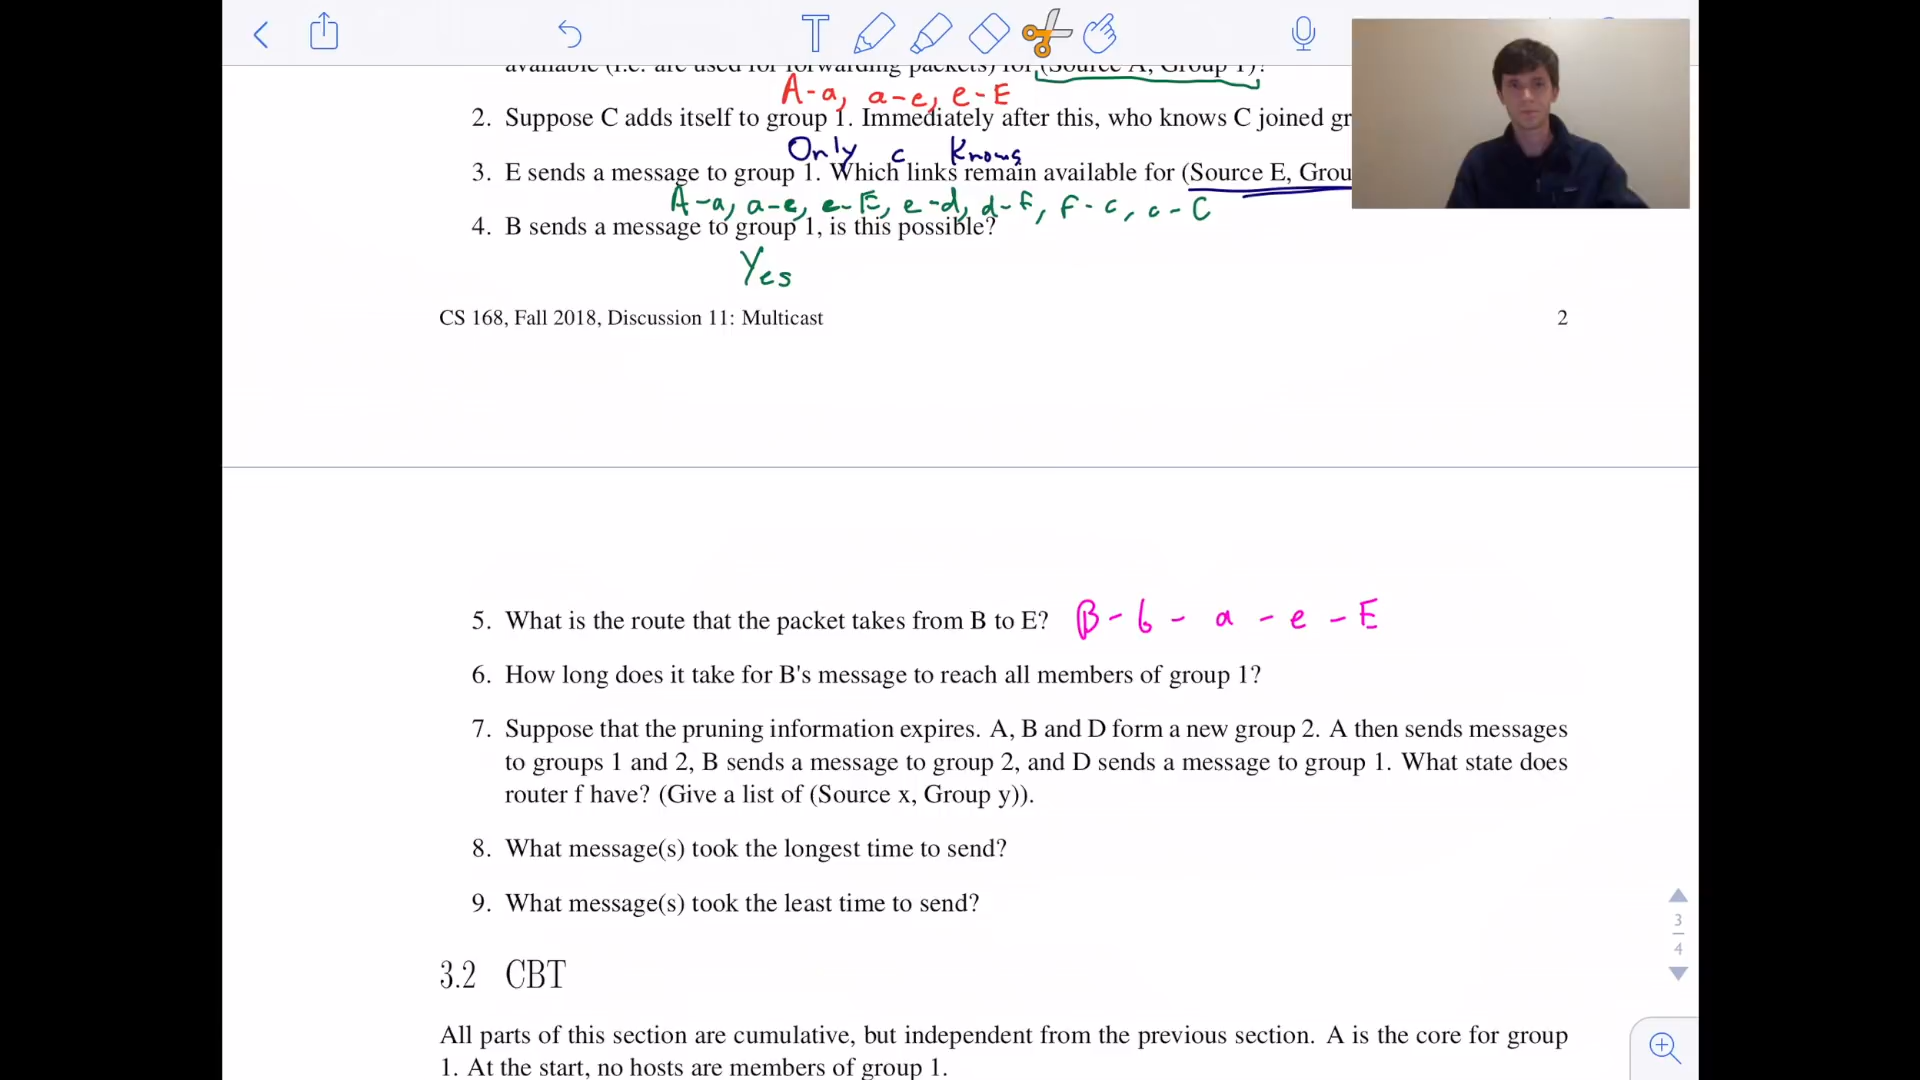 T
available (i.e. are used for forwarding packets) for (Source A, Group 1)?
A-a, a-e, e-E
2. Suppose C adds itself to group 1. Immediately after this, who knows C joined gr
Only c knows
3. E sends a message to group 1. Which links remain available for (Source E, Grou
A-a, a-e, e-E, e-d, d-f, f-c, c-C
4. B sends a message to group 1, is this possible?
Yes
CS 168, Fall 2018, Discussion 11: Multicast 2
5. What is the route that the packet takes from B to E? B - b - a - e - E
6. How long does it take for B's message to reach all members of group 1?
7. Suppose that the pruning information expires. A, B and D form a new group 2. A then sends messages
to groups 1 and 2, B sends a message to group 2, and D sends a message to group 1. What state does
router f have? (Give a list of (Source x, Group y)).
8. What message(s) took the longest time to send?
9. What message(s) took the least time to send?
3
4
3.2 CBT
All parts of this section are cumulative, but independent from the previous section. A is the core for group
1. At the start, no hosts are members of group 1.